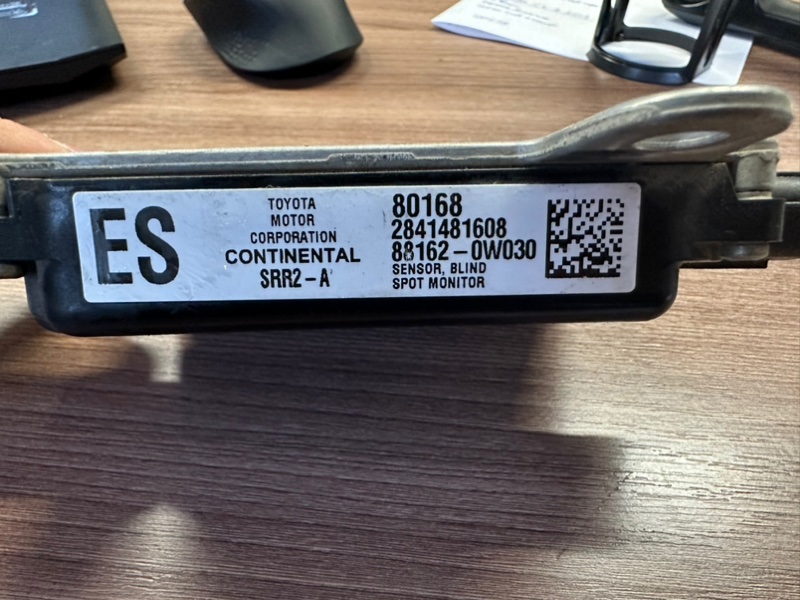 ES
TOYOTA
MOTOR
CORPORATION
CONTINENTAL
SRR2-A
80168
2841481608
88162-0W030
SENSOR, BLIND
SPOT MONITOR